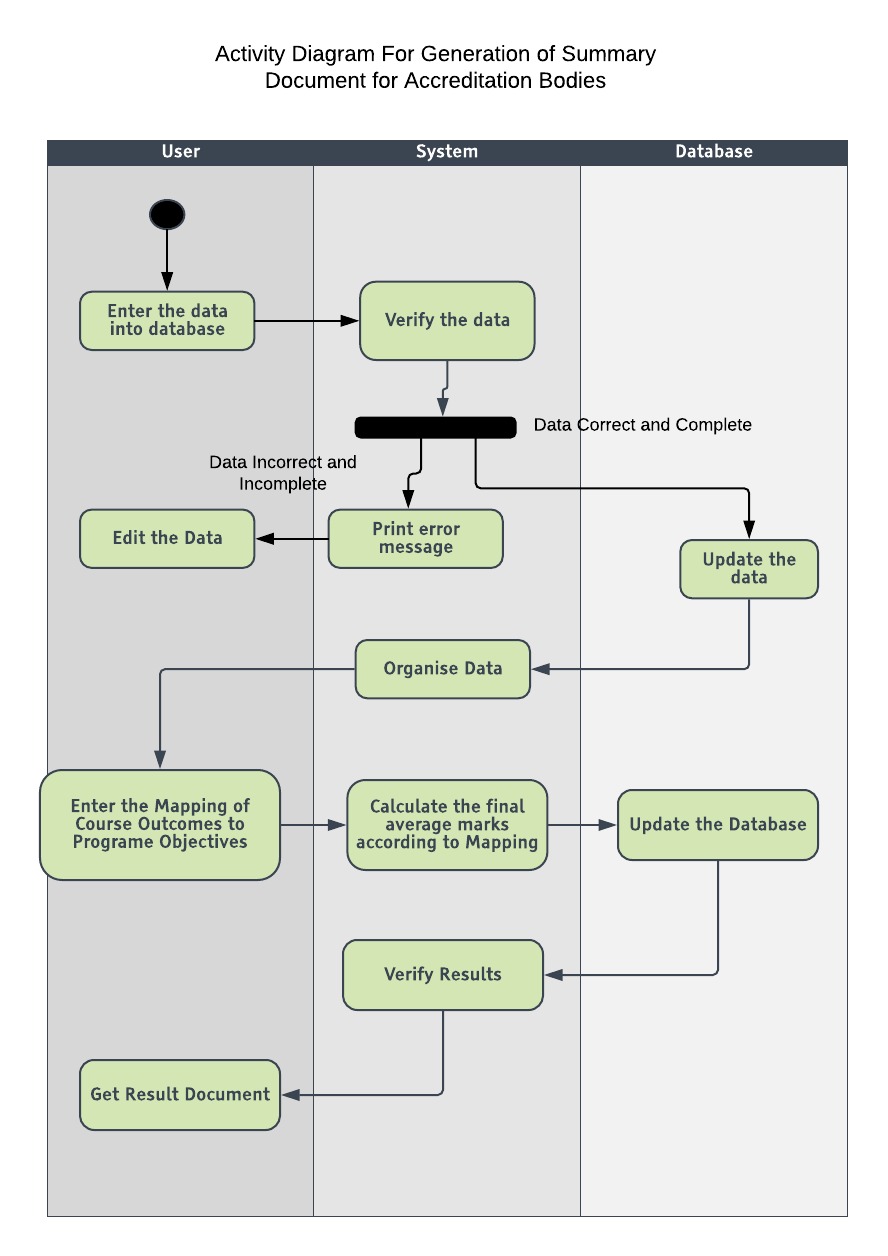 Activity Diagram For Generation of Summary
Document for Accreditation Bodies
User
System
Database
Enter the data
into database
Verify the data
Data Correct and Complete
Data Incorrect and
Incomplete
Edit the Data
Print error
message
Update the
data
Organise Data
Enter the Mapping of
Course Outcomes to
Programe Objectives
Calculate the final
average marks
according to Mapping
Update the Database
Verify Results
Get Result Document